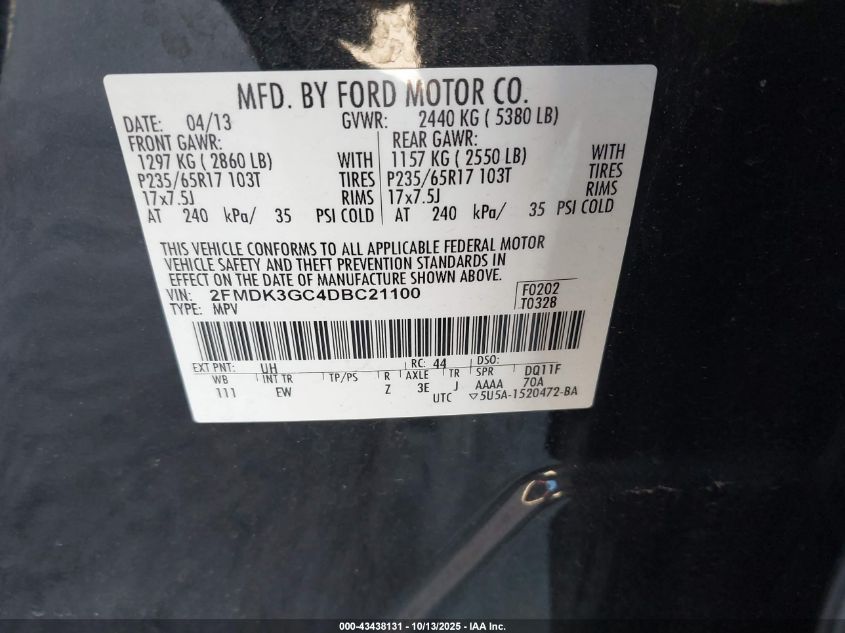 MFD. BY FORD MOTOR CO.
DATE: 04/13 GVWR: 2440 KG ( 5380 LB)
FRONT GAWR: REAR GAWR:
1297 KG ( 2860 LB) WITH 1157 KG ( 2550 LB) WITH
P235/65R17 103T TIRES P235/65R17 103T TIRES
17x7.5J RIMS 17x7.5J RIMS
AT 240 kPa/ 35 PSI COLD AT 240 kPa/ 35 PSI COLD
THIS VEHICLE CONFORMS TO ALL APPLICABLE FEDERAL MOTOR
VEHICLE SAFETY AND THEFT PREVENTION STANDARDS IN
EFFECT ON THE DATE OF MANUFACTURE SHOWN ABOVE.
VIN: 2FMDK3GC4DBC21100 F0202
TYPE: MPV T0328
EXT PNT: UH RC: 44 DSO:
WB INT TR TP/PS R AXLE TR SPR DQ11F
111 EW Z 3E J AAAA 70A
UTC ▽5U5A-1520472-BA
000-43438131 - 10/13/2025 - IAA Inc.